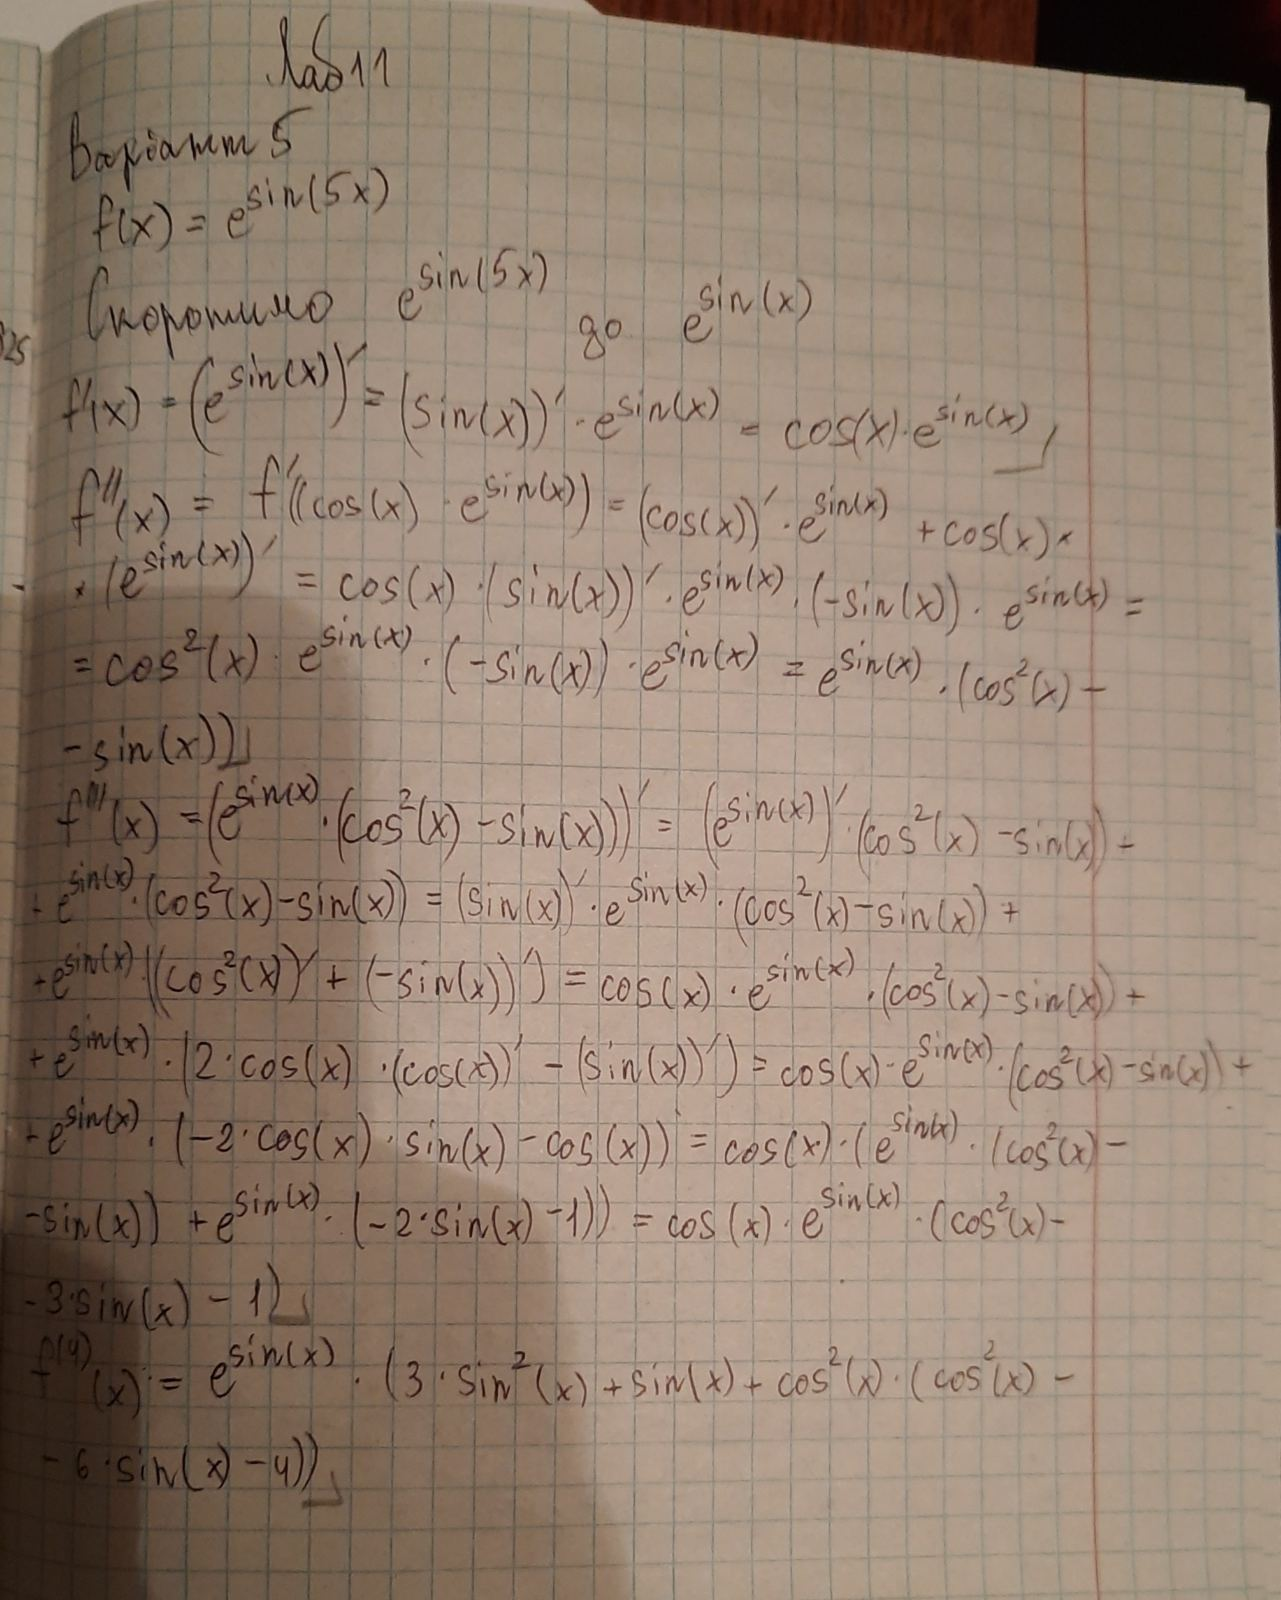 Лаб 11
Варіант 5
f(x) = e^sin(5x)
Скоротимо e^sin(5x) до e^sin(x)
f'(x) = (e^sin(x))' = (sin(x))' · e^sin(x) = cos(x) · e^sin(x)
f''(x) = f'((cos(x) · e^sin(x)) = (cos(x))' · e^sin(x) + cos(x) ×
× (e^sin(x))' = cos(x) · (sin(x))' · e^sin(x) · (-sin(x)) · e^sin(x) =
= cos²(x) · e^sin(x) · (-sin(x)) · e^sin(x) = e^sin(x) · (cos²(x) -
- sin(x))
f'''(x) = (e^sin(x) · (cos²(x) - sin(x)))' = (e^sin(x))' · (cos²(x) - sin(x)) +
+ e^sin(x) · (cos²(x) - sin(x)) = (sin(x))' · e^sin(x) · (cos²(x) - sin(x)) +
+ e^sin(x) · ((cos²(x))' + (-sin(x))') = cos(x) · e^sin(x) · (cos²(x) - sin(x)) +
+ e^sin(x) · (2 · cos(x) · (cos(x))' - (sin(x))') = cos(x) · e^sin(x) · (cos²(x) - sin(x)) +
+ e^sin(x) · (-2 · cos(x) · sin(x) - cos(x)) = cos(x) · (e^sin(x) · (cos²(x) -
- sin(x)) + e^sin(x) · (-2 · sin(x) - 1)) = cos(x) · e^sin(x) · (cos²(x) -
- 3 · sin(x) - 1)
f^(4)(x) = e^sin(x) · (3 · sin²(x) + sin(x) + cos²(x) · (cos²(x) -
- 6 · sin(x) - 4))